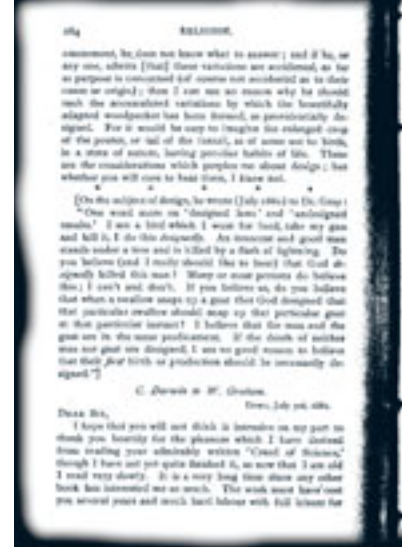 284 RELIGION.
amusement, he does not know what to answer; and if he, or
any one, admits [that] these variations are accidental, as far
as purpose is concerned (of course not accidental as to their
cause or origin); then I can see no reason why he should
rank the accumulated variations by which the beautifully
adapted woodpecker has been formed, as providentially de-
signed. For it would be easy to imagine the enlarged crop
of the pouter, or tail of the fantail, as of some use to birds,
in a state of nature, having peculiar habits of life. These
are the considerations which perplex me about design; but
whether you will care to hear them, I know not.
* * * * *
[On the subject of design, he wrote (July 1860) to Dr. Gray:
"One word more on 'designed laws' and 'undesigned
results.' I see a bird which I want for food, take my gun
and kill it, I do this designedly. An innocent and good man
stands under a tree and is killed by a flash of lightning. Do
you believe (and I really should like to hear) that God de-
signedly killed this man? Many or most persons do believe
this; I can't and don't. If you believe so, do you believe
that when a swallow snaps up a gnat that God designed that
that particular swallow should snap up that particular gnat
at that particular instant? I believe that the man and the
gnat are in the same predicament. If the death of neither
man nor gnat are designed, I see no good reason to believe
that their first birth or production should be necessarily de-
signed."]
C. Darwin to W. Graham.
Down, July 3rd, 1881.
DEAR SIR,
I hope that you will not think it intrusive on my part to
thank you heartily for the pleasure which I have derived
from reading your admirably written 'Creed of Science,'
though I have not yet quite finished it, as now that I am old
I read very slowly. It is a very long time since any other
book has interested me so much. The work must have cost
you several years and much hard labour with full leisure for